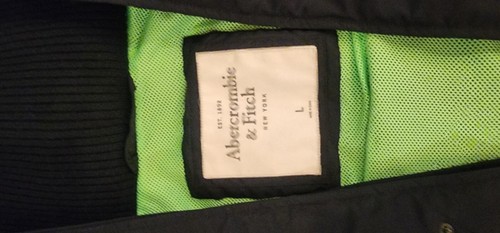 EST 1892
Abercrombie
& Fitch
NEW YORK
L